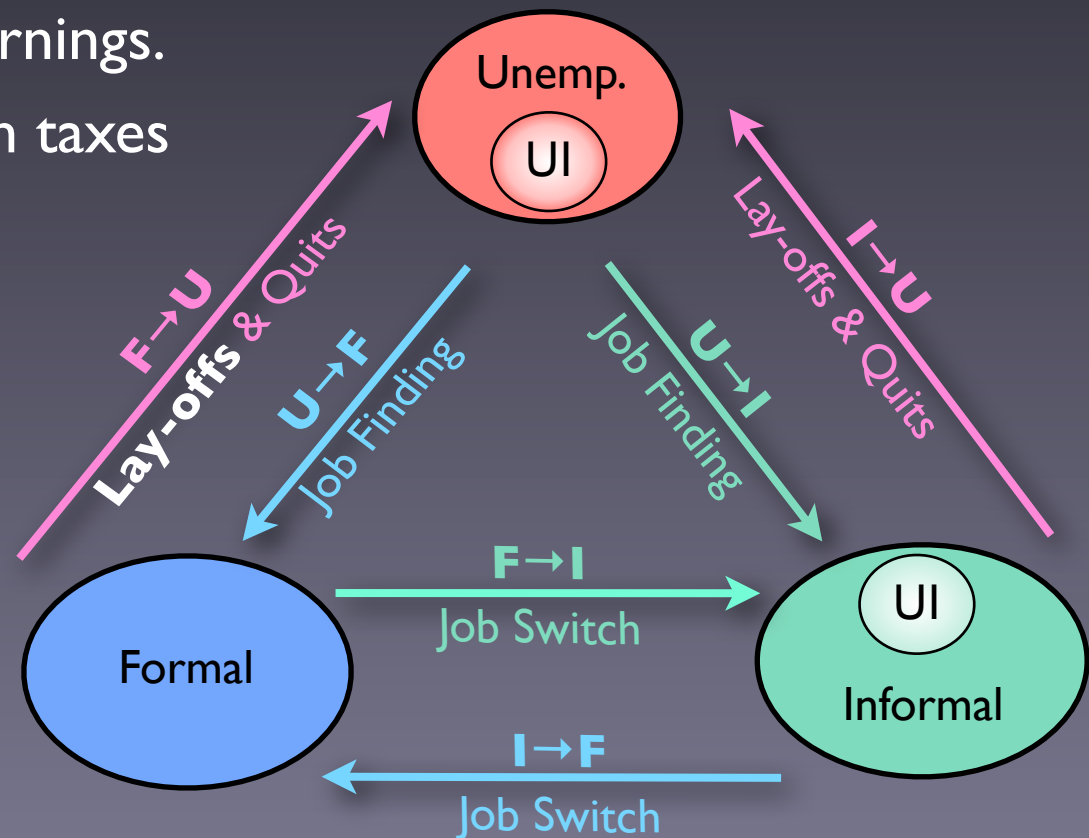 rnings.
n taxes
Unemp.
UI
F→U
Lay-offs & Quits
U→F
Job Finding
U→I
Job Finding
I→U
Lay-offs & Quits
F→I
Job Switch
Formal
UI
Informal
I→F
Job Switch